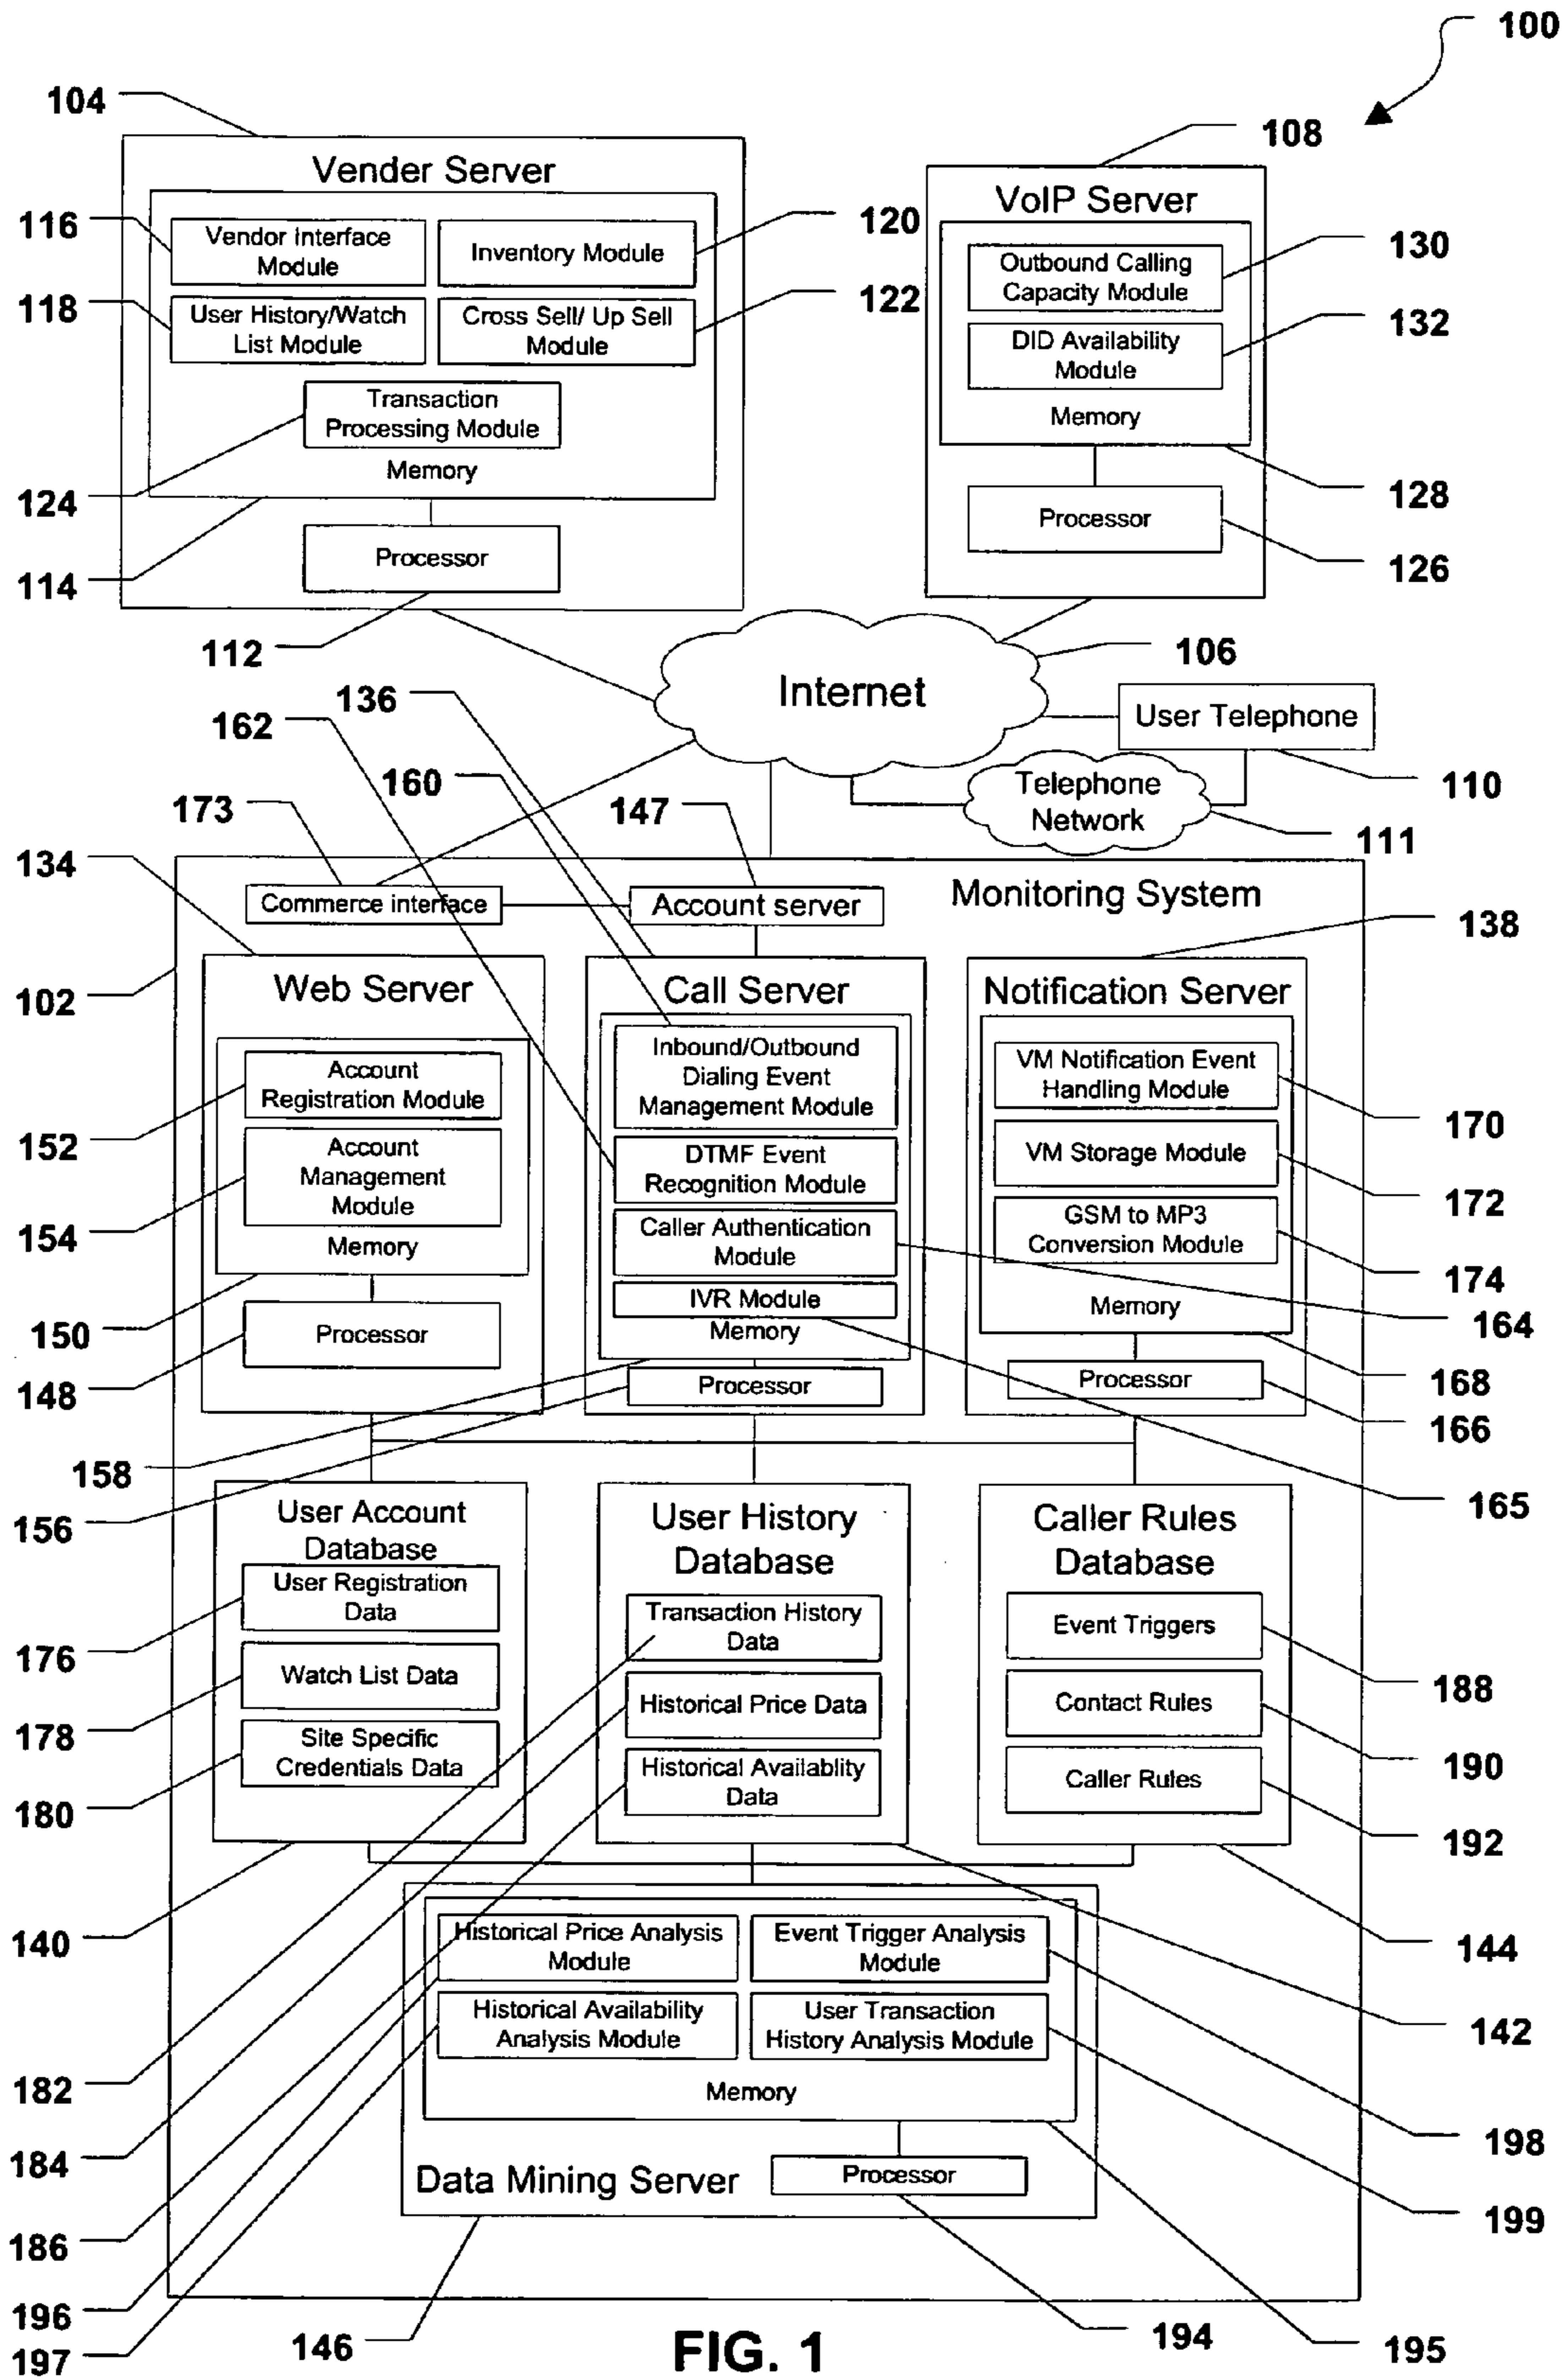 100
104
108
Vender Server
VoIP Server
116
Vendor Interface
Module
Inventory Module
120
Outbound Calling
Capacity Module
130
118
User History/Watch
List Module
Cross Sell/ Up Sell
Module
122
DID Availability
Module
132
Transaction
Processing Module
Memory
Memory
124
128
Processor
Processor
114
126
112
106
Internet
136
User Telephone
162
160
Telephone
Network
110
173
147
111
134
Commerce interface
Account server
Monitoring System
138
102
Web Server
Call Server
Notification Server
Account
Registration Module
Inbound/Outbound
Dialing Event
Management Module
VM Notification Event
Handling Module
152
170
Account
Management
Module
DTMF Event
Recognition Module
VM Storage Module
172
154
Memory
Caller Authentication
Module
GSM to MP3
Conversion Module
174
IVR Module
Memory
Memory
164
150
Processor
148
Processor
Processor
168
166
158
156
165
User Account
Database
User History
Database
Caller Rules
Database
User Registration
Data
Transaction History
Data
Event Triggers
176
188
Watch List Data
Historical Price Data
Contact Rules
178
190
Site Specific
Credentials Data
Historical Availablity
Data
Caller Rules
180
192
140
Historical Price Analysis
Module
Event Trigger Analysis
Module
144
Historical Availability
Analysis Module
User Transaction
History Analysis Module
142
182
Memory
198
184
Data Mining Server
Processor
199
186
196
197
146
FIG. 1
194
195